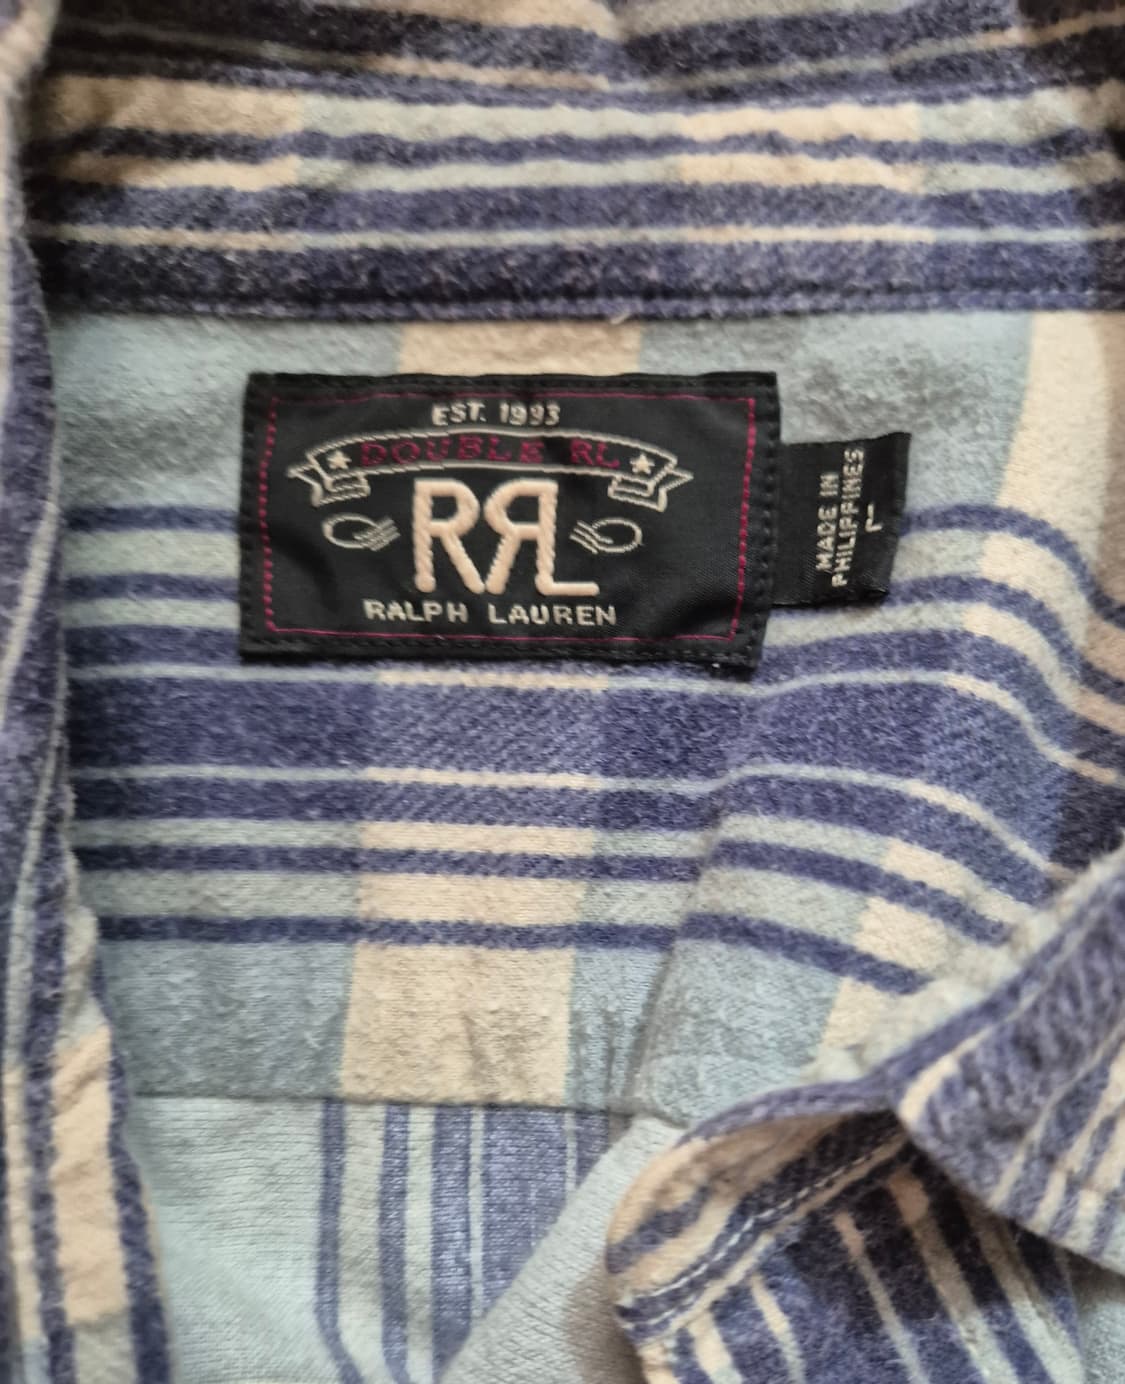 EST. 1993
DOUBLE RL
RRL
RALPH LAUREN
MADE IN
PHILIPPINES
L